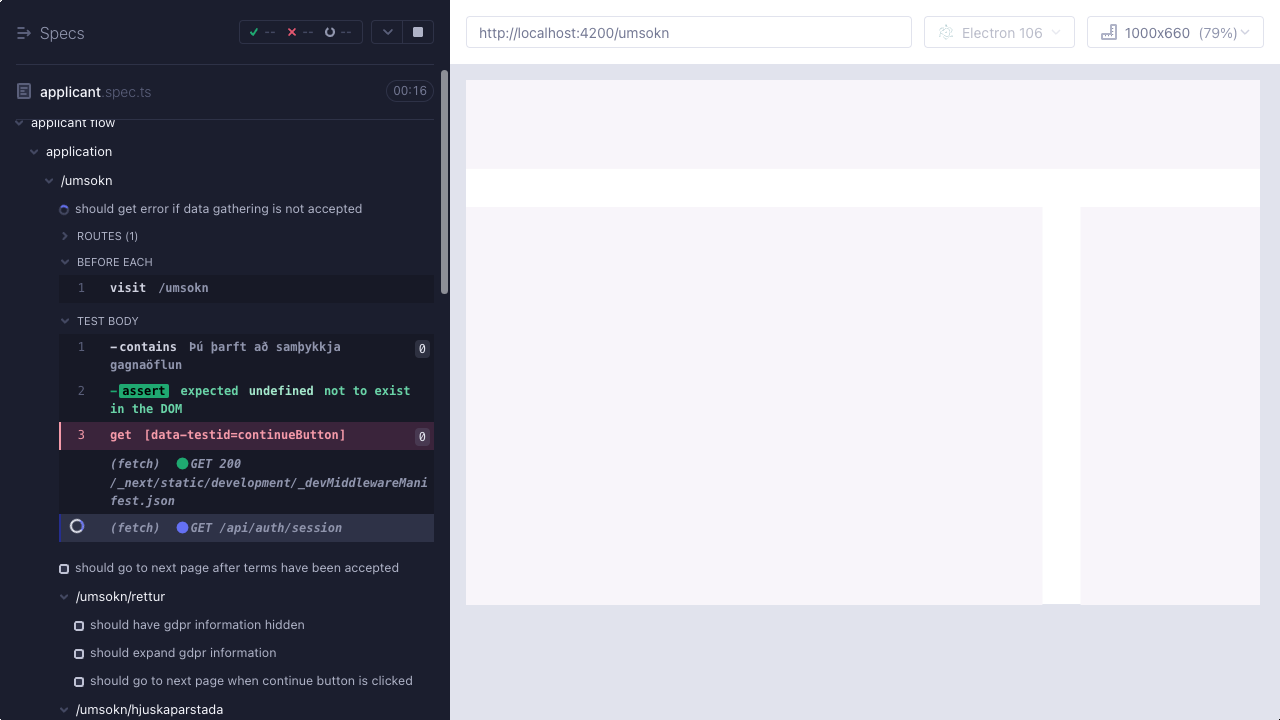 Specs
-- -- --
http://localhost:4200/umsokn
Electron 106
1000x660 (79%)
applicant.spec.ts
00:16
applicant flow
application
/umsokn
should get error if data gathering is not accepted
ROUTES (1)
BEFORE EACH
1 visit /umsokn
TEST BODY
1 -contains Þú þarft að samþykkja 0
gagnaöflun
2 -assert expected undefined not to exist
in the DOM
3 get [data-testid=continueButton] 0
(fetch) GET 200
/_next/static/development/_devMiddlewareMani
fest.json
(fetch) GET /api/auth/session
should go to next page after terms have been accepted
/umsokn/rettur
should have gdpr information hidden
should expand gdpr information
should go to next page when continue button is clicked
/umsokn/hjuskaparstada